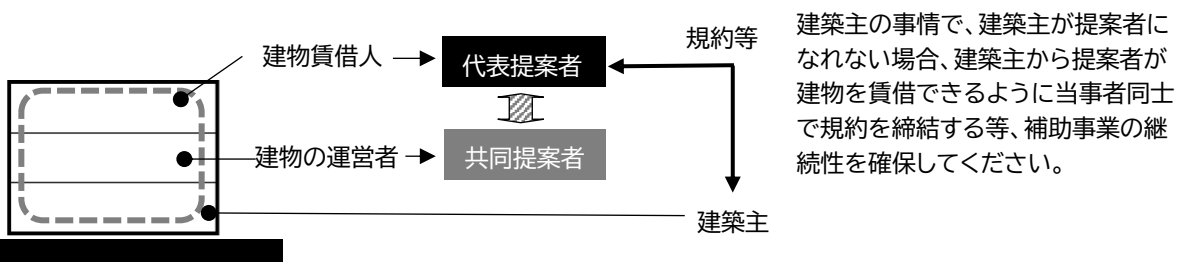 建物賃借人
代表提案者
規約等
建物の運営者
共同提案者
建築主
建築主の事情で、建築主が提案者に
なれない場合、建築主から提案者が
建物を賃借できるように当事者同士
で規約を締結する等、補助事業の継
続性を確保してください。